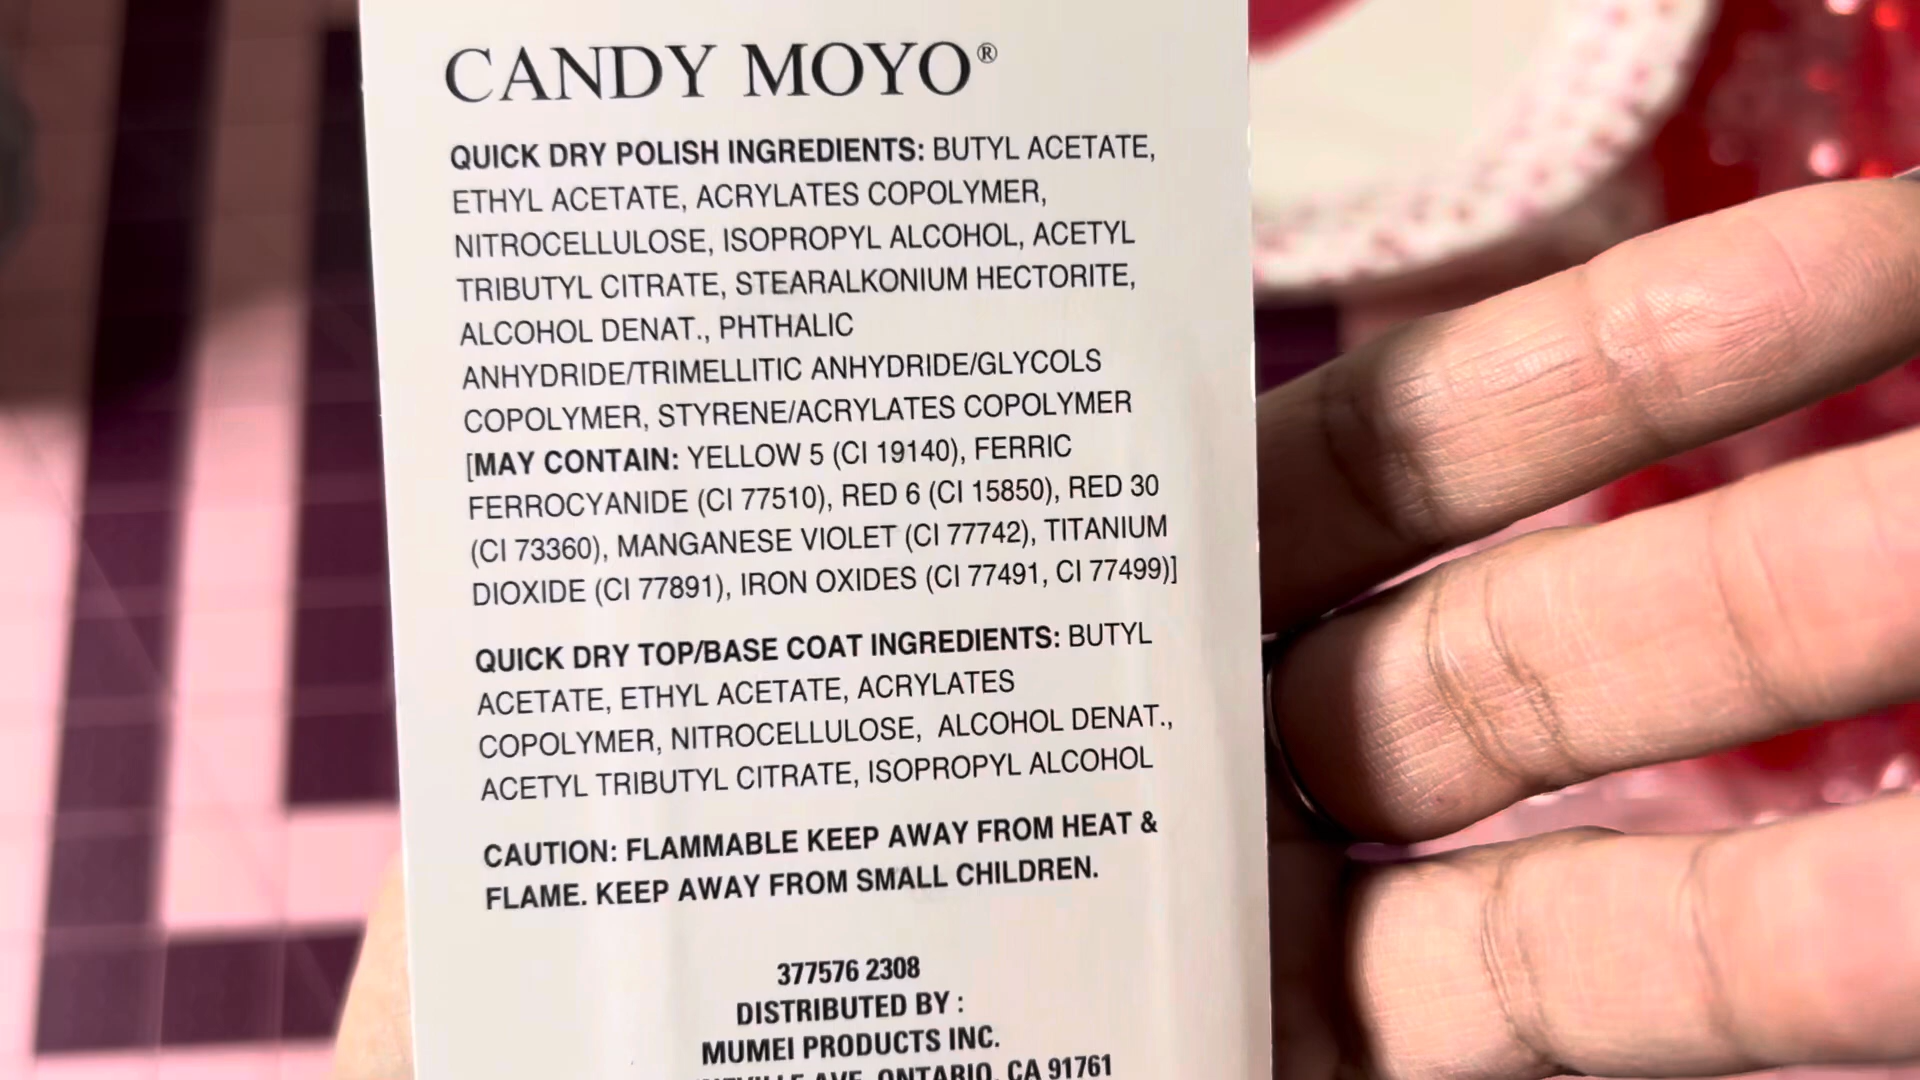 CANDY MOYO®
QUICK DRY POLISH INGREDIENTS: BUTYL ACETATE,
ETHYL ACETATE, ACRYLATES COPOLYMER,
NITROCELLULOSE, ISOPROPYL ALCOHOL, ACETYL
TRIBUTYL CITRATE, STEARALKONIUM HECTORITE,
ALCOHOL DENAT., PHTHALIC
ANHYDRIDE/TRIMELLITIC ANHYDRIDE/GLYCOLS
COPOLYMER, STYRENE/ACRYLATES COPOLYMER
[MAY CONTAIN: YELLOW 5 (CI 19140), FERRIC
FERROCYANIDE (CI 77510), RED 6 (CI 15850), RED 30
(CI 73360), MANGANESE VIOLET (CI 77742), TITANIUM
DIOXIDE (CI 77891), IRON OXIDES (CI 77491, CI 77499)]
QUICK DRY TOP/BASE COAT INGREDIENTS: BUTYL
ACETATE, ETHYL ACETATE, ACRYLATES
COPOLYMER, NITROCELLULOSE, ALCOHOL DENAT.,
ACETYL TRIBUTYL CITRATE, ISOPROPYL ALCOHOL
CAUTION: FLAMMABLE KEEP AWAY FROM HEAT &
FLAME. KEEP AWAY FROM SMALL CHILDREN.
377576 2308
DISTRIBUTED BY :
MUMEI PRODUCTS INC.
AVE, ONTARIO, CA 91761